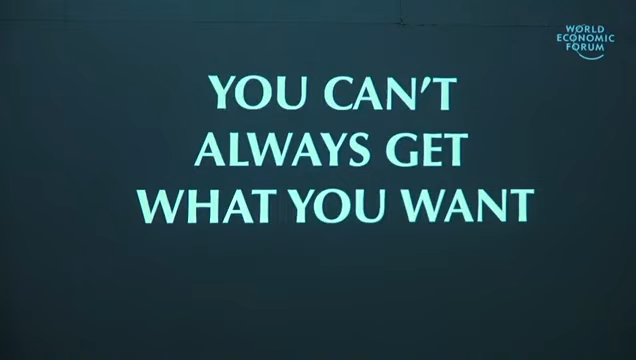 WORLD
ECONOMIC
FORUM
YOU CAN'T
ALWAYS GET
WHAT YOU WANT